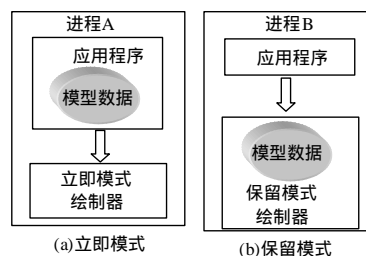 进程A
应用程序
模型数据
立即模式
绘制器
(a)立即模式
进程B
应用程序
模型数据
保留模式
绘制器
(b)保留模式